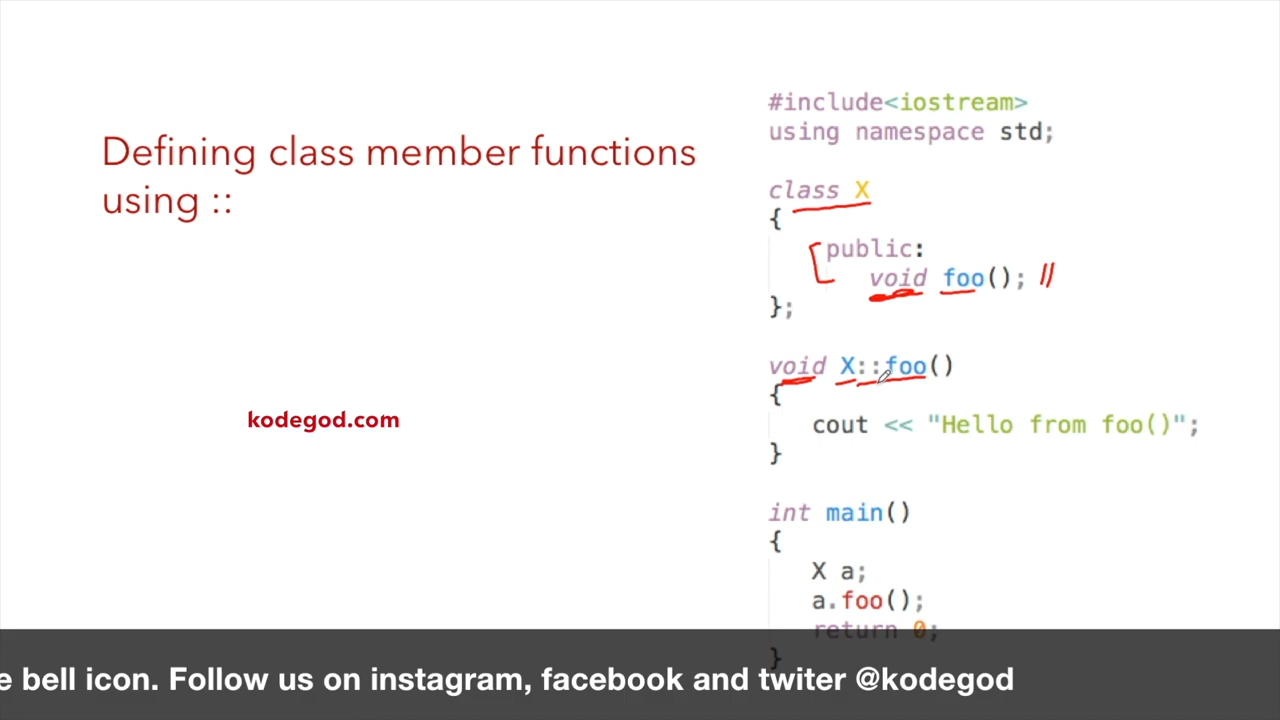 Defining class member functions
using ::
kodegod.com
#include<iostream>
using namespace std;
class X
{
public:
void foo();
};
void X::foo()
{
cout << "Hello from foo()";
}
int main()
{
X a;
a.foo();
return 0;
}
e bell icon. Follow us on instagram, facebook and twiter @kodegod